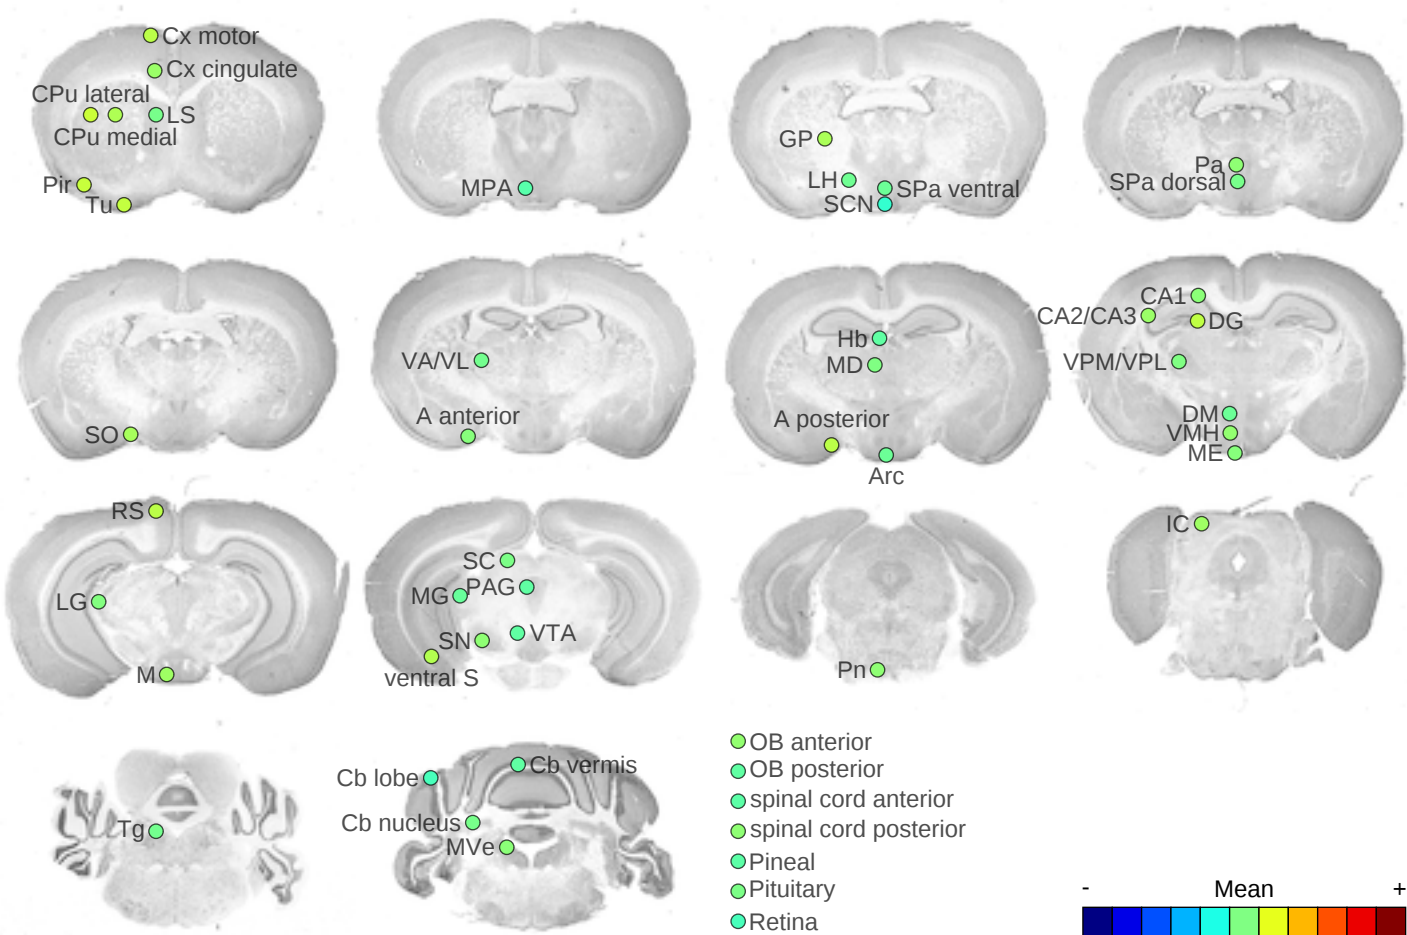 Cx motor
Cx cingulate
CPu lateral
LS
CPu medial
Pir
Tu
MPA
GP
LH
SPa ventral
SCN
Pa
SPa dorsal
SO
VA/VL
A anterior
Hb
MD
A posterior
Arc
CA1
CA2/CA3
DG
VPM/VPL
DM
VMH
ME
RS
LG
M
SC
PAG
MG
SN
VTA
ventral S
Pn
IC
Tg
Cb lobe
Cb vermis
Cb nucleus
MVe
OB anterior
OB posterior
spinal cord anterior
spinal cord posterior
Pineal
Pituitary
Retina
- Mean +